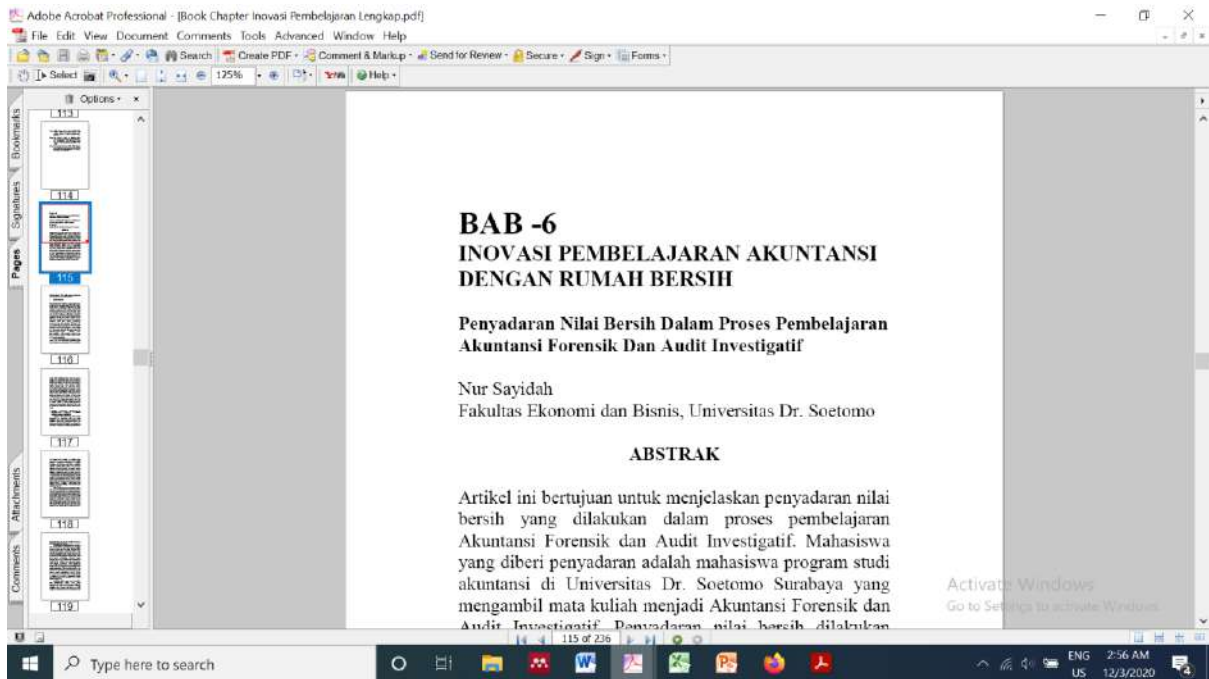 Adobe Acrobat Professional - [Book Chapter Inovasi Pembelajaran Lengkap.pdf]
File Edit View Document Comments Tools Advanced Window Help
Search Create PDF Comment & Markup Send for Review Secure Sign Forms
Select 125% Help
Options
Bookmarks
Signatures
Pages
Attachments
Comments
113
114
115
116
117
118
119
BAB -6
INOVASI PEMBELAJARAN AKUNTANSI
DENGAN RUMAH BERSIH
Penyadaran Nilai Bersih Dalam Proses Pembelajaran
Akuntansi Forensik Dan Audit Investigatif
Nur Sayidah
Fakultas Ekonomi dan Bisnis, Universitas Dr. Soetomo
ABSTRAK
Artikel ini bertujuan untuk menjelaskan penyadaran nilai
bersih yang dilakukan dalam proses pembelajaran
Akuntansi Forensik dan Audit Investigatif. Mahasiswa
yang diberi penyadaran adalah mahasiswa program studi
akuntansi di Universitas Dr. Soetomo Surabaya yang
mengambil mata kuliah menjadi Akuntansi Forensik dan
Audit Investigatif. Penyadaran nilai bersih dilakukan
Activate Windows
Go to Settings to activate Windows.
115 of 236
Type here to search
ENG
US
2:56 AM
12/3/2020